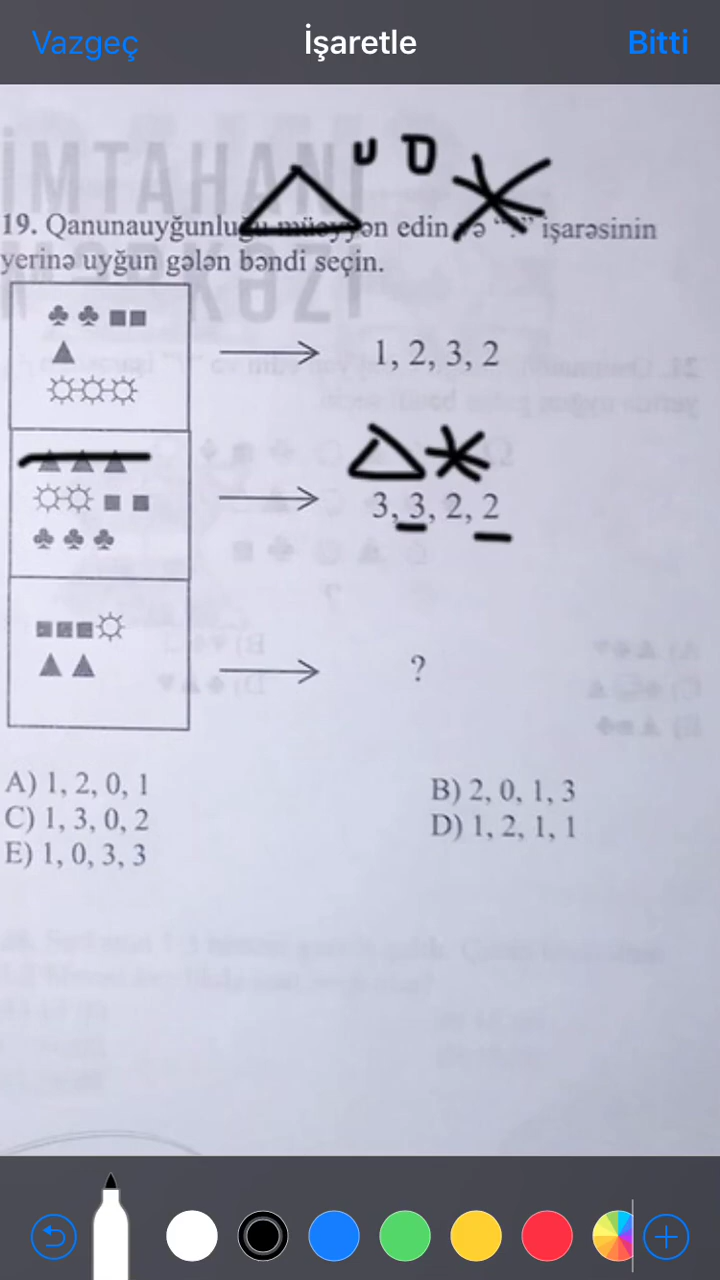 Vazgeç İşaretle Bitti
İMTAHAN
19. Qanunauyğunluğu müəyyən edin və “?” işarəsinin
yerinə uyğun gələn bəndi seçin.
1, 2, 3, 2
3, 3, 2, 2
?
A) 1, 2, 0, 1 B) 2, 0, 1, 3
C) 1, 3, 0, 2 D) 1, 2, 1, 1
E) 1, 0, 3, 3